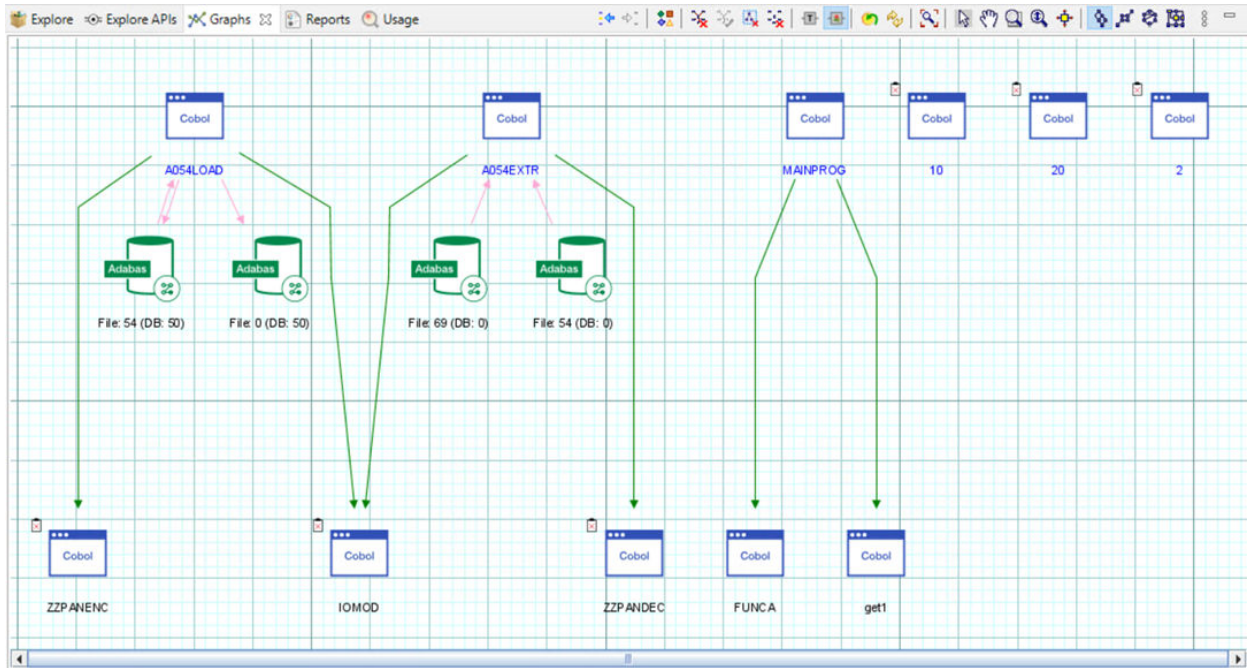 Explore Explore APIs Graphs Reports Usage
Cobol Cobol Cobol Cobol Cobol Cobol
A054LOAD A054EXTR MAINPROG 10 20 2
Adabas Adabas Adabas Adabas
File: 54 (DB: 50) File: 0 (DB: 50) File: 69 (DB: 0) File: 54 (DB: 0)
Cobol Cobol Cobol Cobol Cobol
ZZPANENC IOMOD ZZPANDEC FUNCA get1